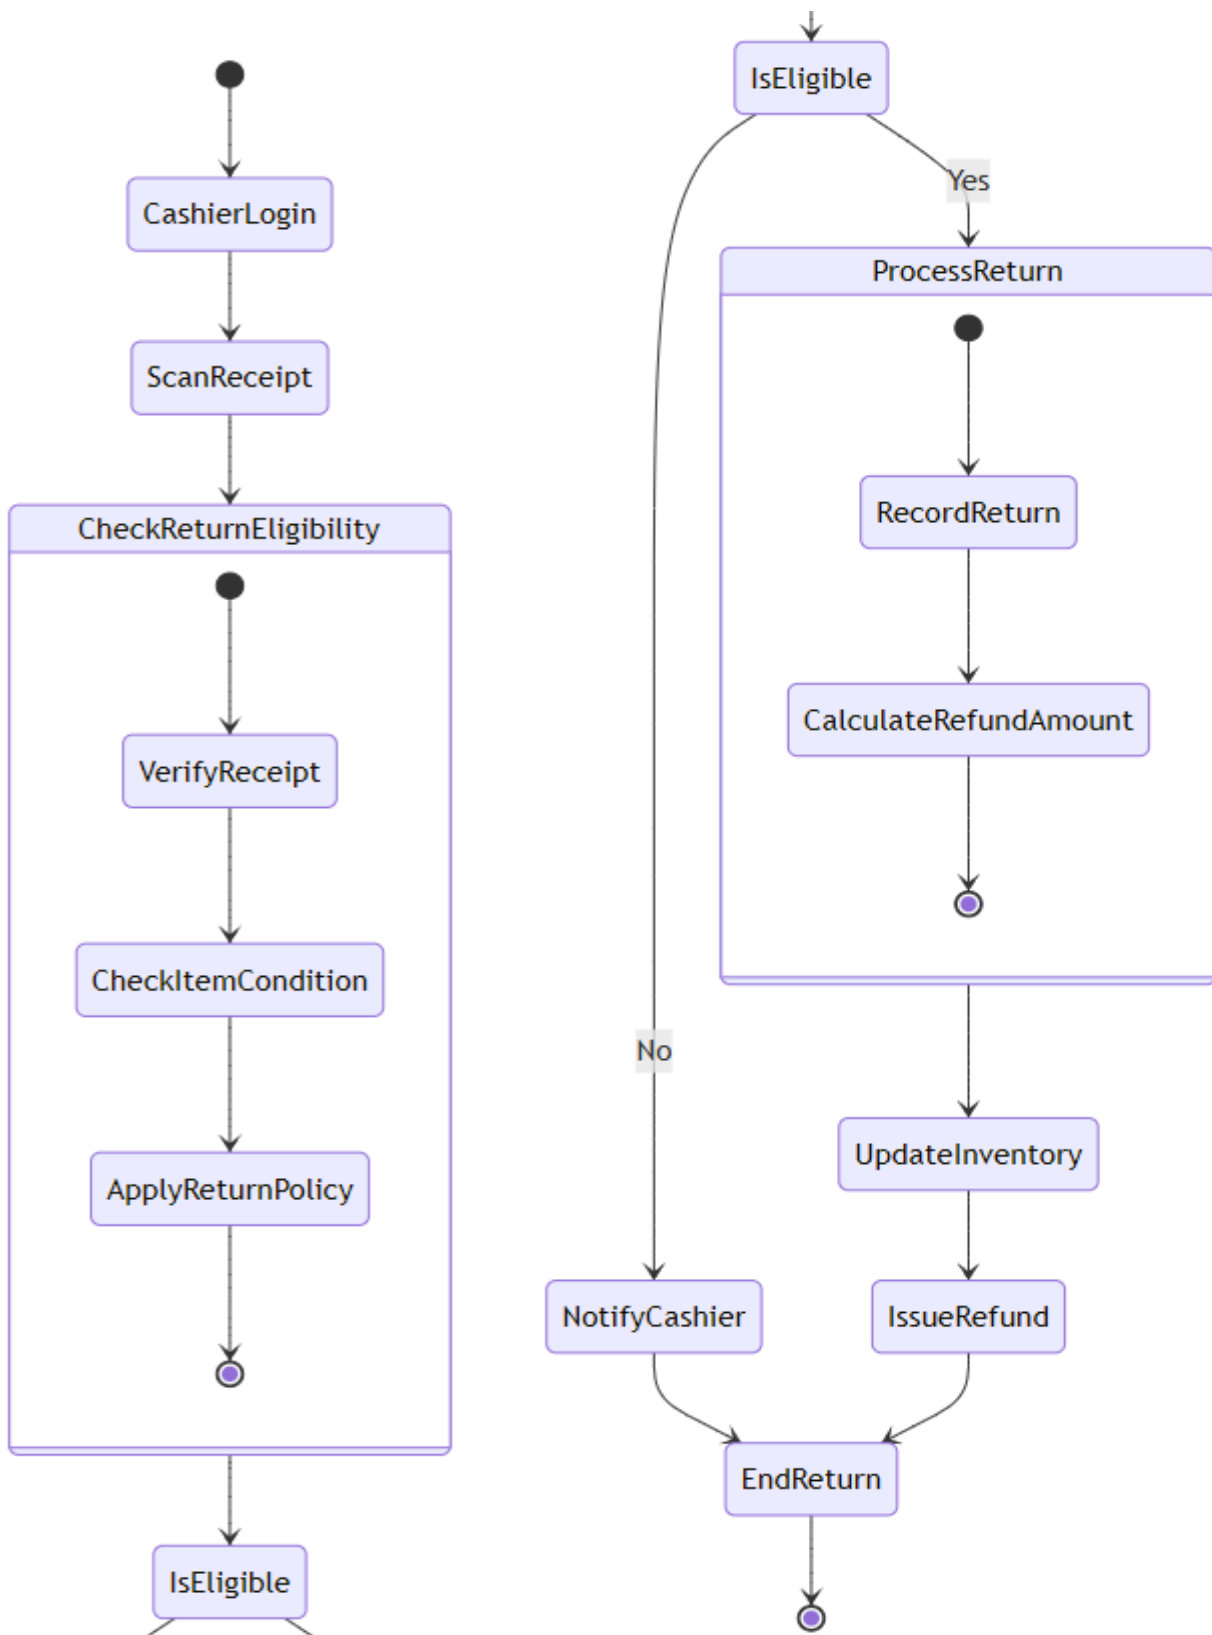 CashierLogin
ScanReceipt
CheckReturnEligibility
VerifyReceipt
CheckItemCondition
ApplyReturnPolicy
IsEligible
IsEligible
Yes
ProcessReturn
RecordReturn
CalculateRefundAmount
No
UpdateInventory
NotifyCashier
IssueRefund
EndReturn